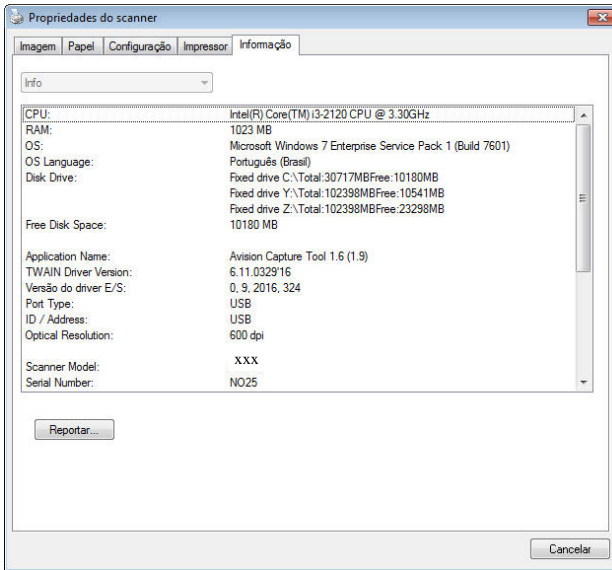 Propriedades do scanner
Imagem Papel Configuração Impressor Informação
Info
CPU: Intel(R) Core(TM) i3-2120 CPU @ 3.30GHz
RAM: 1023 MB
OS: Microsoft Windows 7 Enterprise Service Pack 1 (Build 7601)
OS Language: Português (Brasil)
Disk Drive: Fixed drive C:\Total:30717MBFree:10180MB
Fixed drive Y:\Total:102398MBFree:10541MB
Fixed drive Z:\Total:102398MBFree:23298MB
Free Disk Space: 10180 MB
Application Name: Avision Capture Tool 1.6 (1.9)
TWAIN Driver Version: 6.11.0329'16
Versão do driver E/S: 0, 9, 2016, 324
Port Type: USB
ID / Address: USB
Optical Resolution: 600 dpi
Scanner Model: xxx
Serial Number: NO25
Reportar...
Cancelar